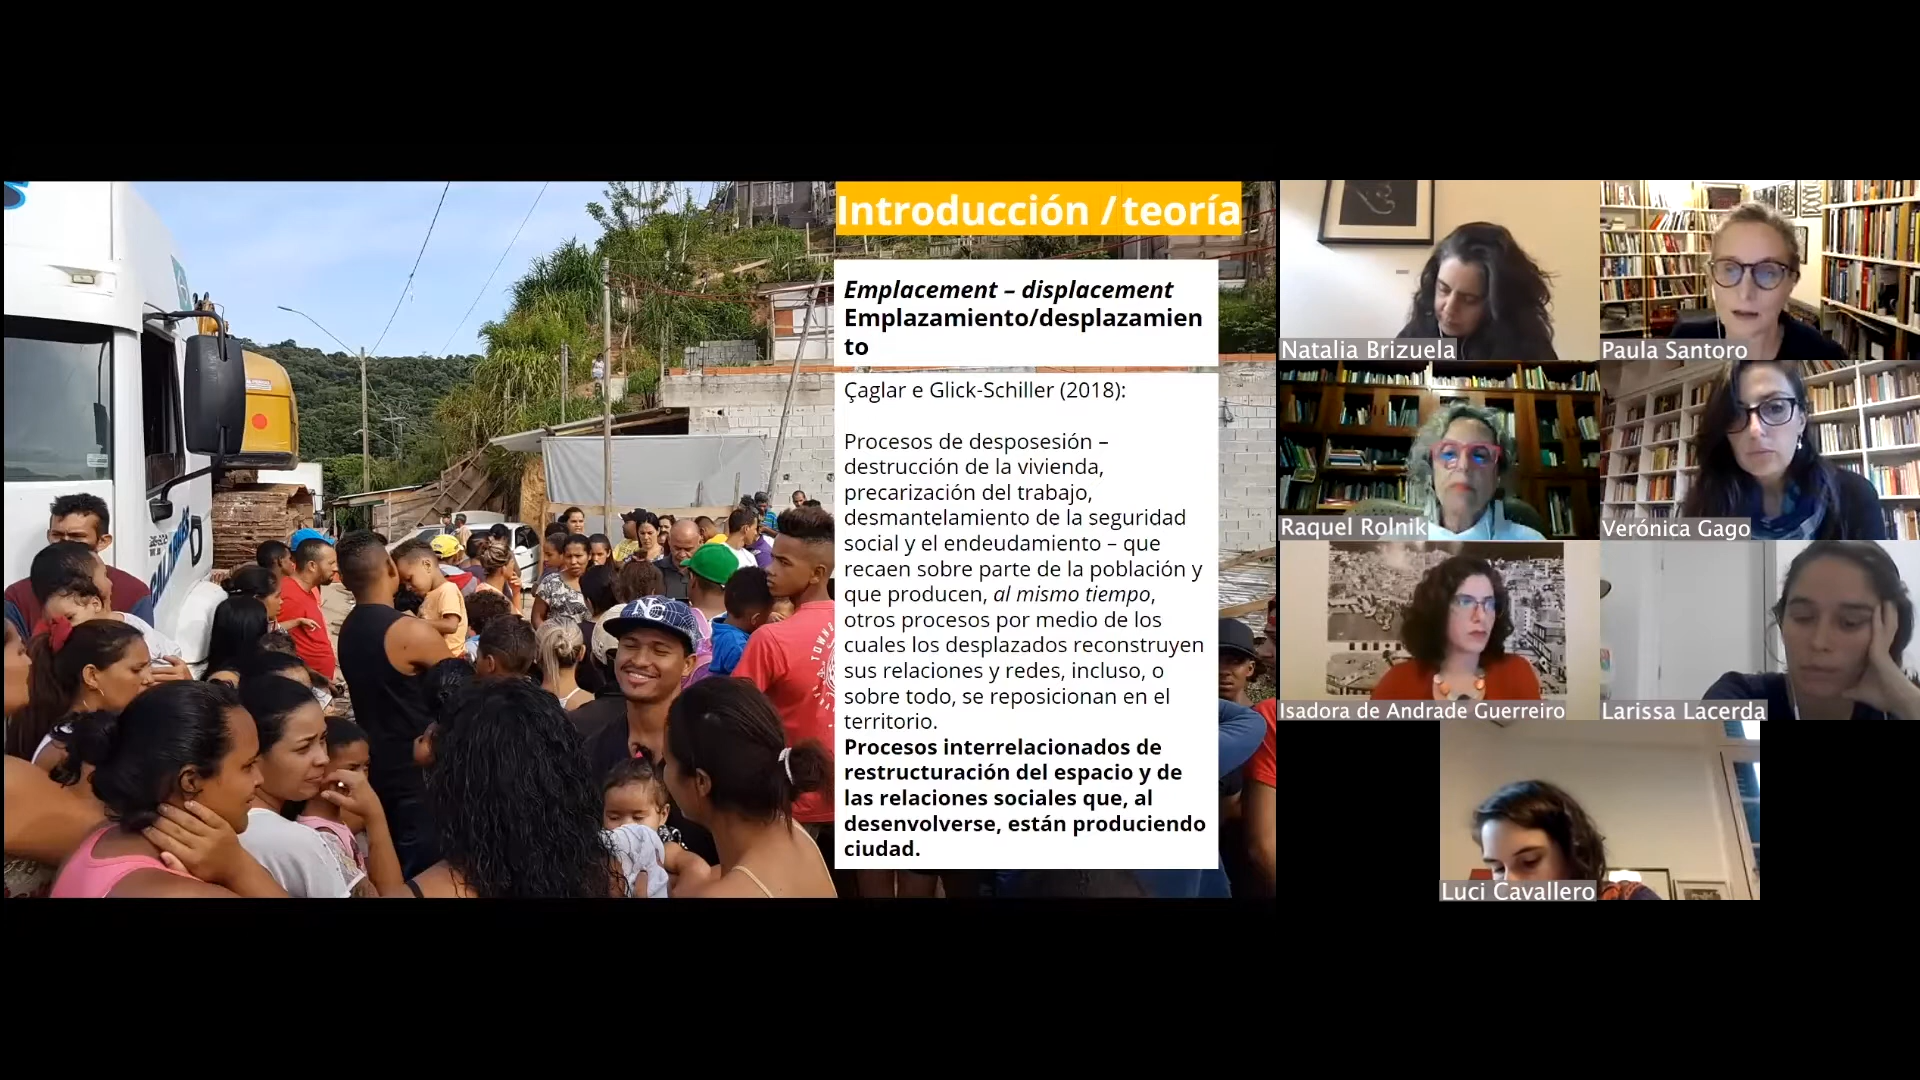 Introducción / teoría
Emplacement – displacement
Emplazamiento/desplazamien
to
Çaglar e Glick-Schiller (2018):
Procesos de desposesión –
destrucción de la vivienda,
precarización del trabajo,
desmantelamiento de la seguridad
social y el endeudamiento – que
recaen sobre parte de la población y
que producen, al mismo tiempo,
otros procesos por medio de los
cuales los desplazados reconstruyen
sus relaciones y redes, incluso, o
sobre todo, se reposicionan en el
territorio.
Procesos interrelacionados de
restructuración del espacio y de
las relaciones sociales que, al
desenvolverse, están produciendo
ciudad.
Natalia Brizuela
Paula Santoro
Raquel Rolnik
Verónica Gago
Isadora de Andrade Guerreiro
Larissa Lacerda
Luci Cavallero